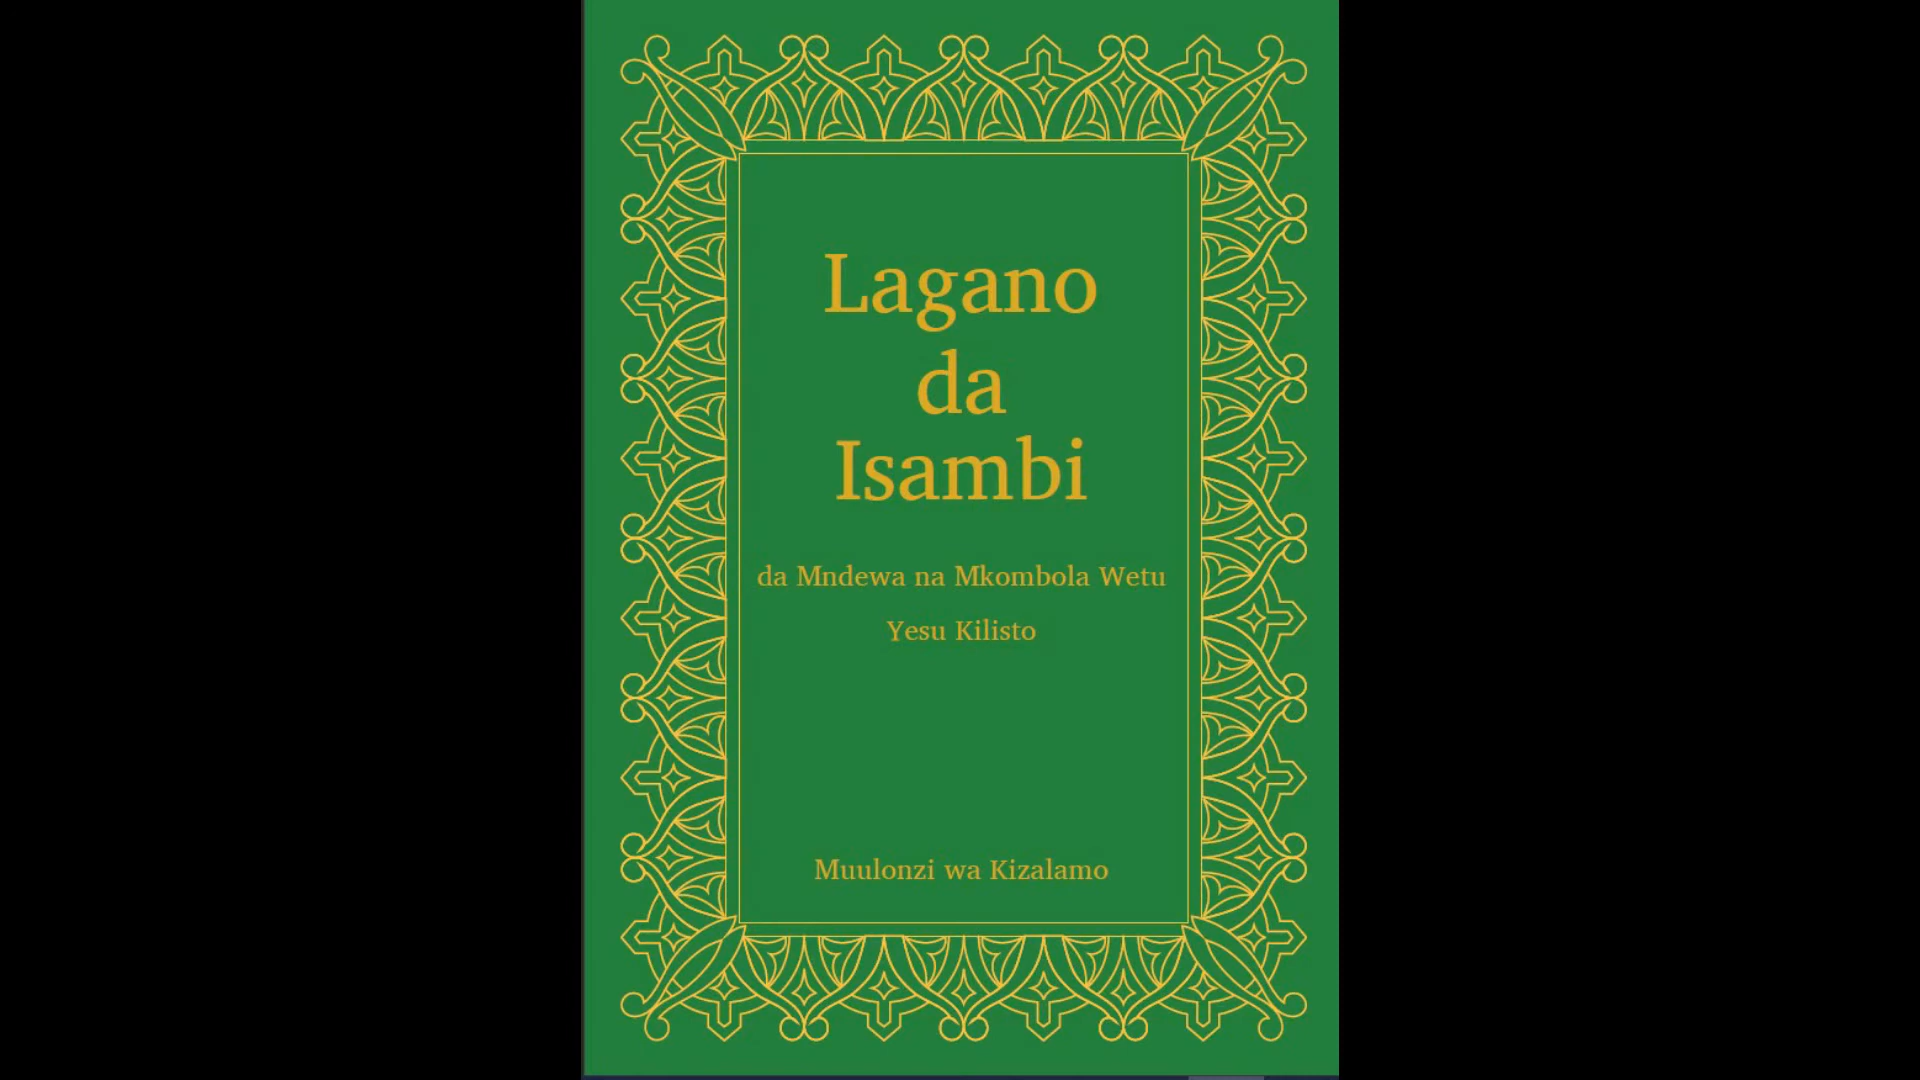 Lagano
da
Isambi
da Mndewa na Mkombola Wetu
Yesu Kilisto
Muulonzi wa Kizalamo